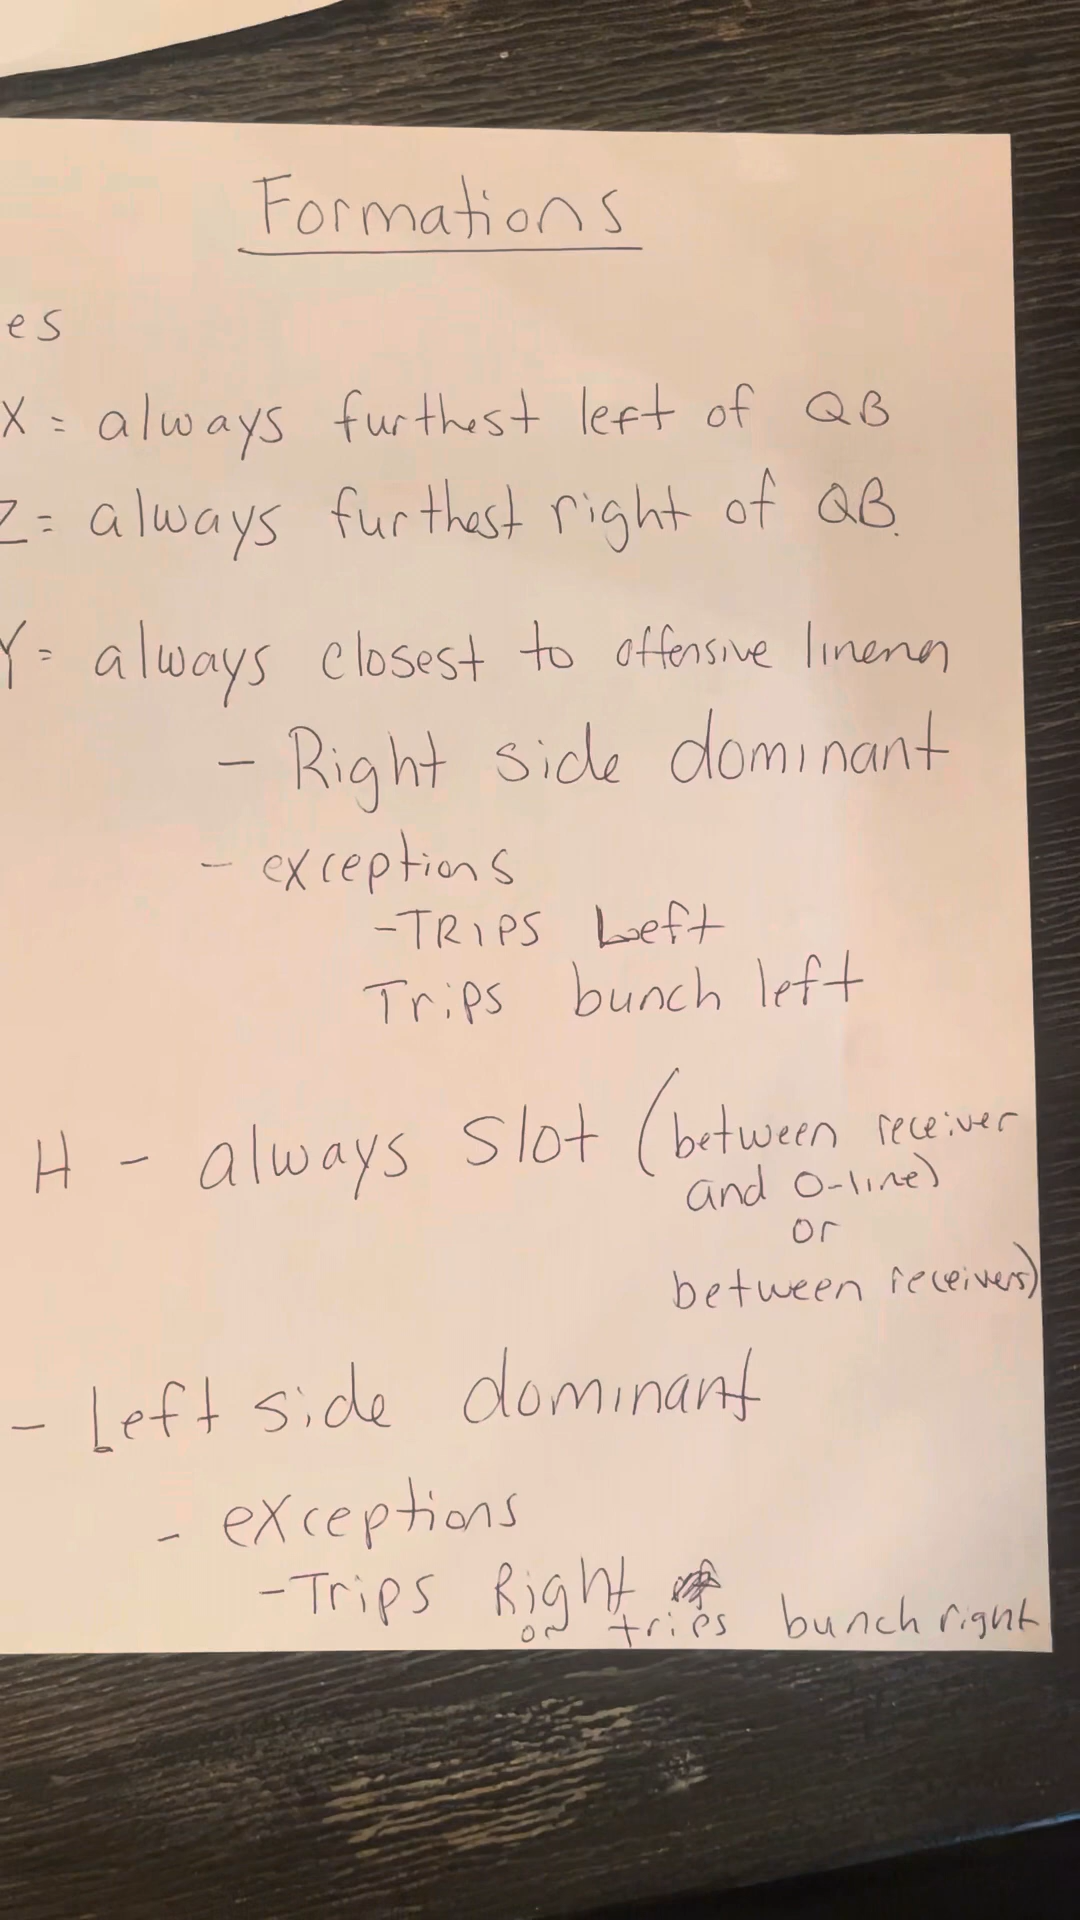 Formations
es
X = always furthest left of QB
Z = always furthest right of QB.
Y = always closest to offensive lineman
- Right side dominant
- exceptions
- TRIPS Left
Trips bunch left
H - always Slot (between receiver
and O-line)
or
between receivers)
- Left side dominant
- exceptions
- Trips Right
or trips bunch right